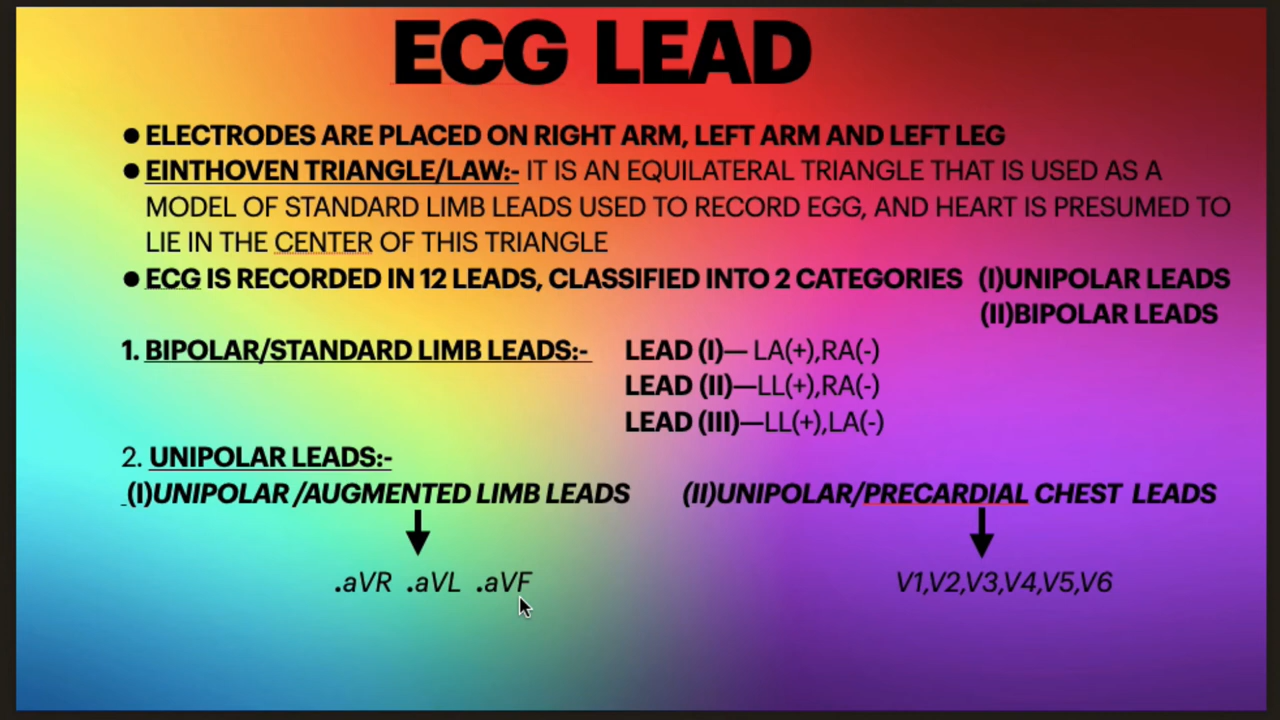 ECG LEAD
● ELECTRODES ARE PLACED ON RIGHT ARM, LEFT ARM AND LEFT LEG
● EINTHOVEN TRIANGLE/LAW:- IT IS AN EQUILATERAL TRIANGLE THAT IS USED AS A
MODEL OF STANDARD LIMB LEADS USED TO RECORD EGG, AND HEART IS PRESUMED TO
LIE IN THE CENTER OF THIS TRIANGLE
● ECG IS RECORDED IN 12 LEADS, CLASSIFIED INTO 2 CATEGORIES (I)UNIPOLAR LEADS
(II)BIPOLAR LEADS
1. BIPOLAR/STANDARD LIMB LEADS:- LEAD (I)— LA(+),RA(-)
LEAD (II)—LL(+),RA(-)
LEAD (III)—LL(+),LA(-)
2. UNIPOLAR LEADS:-
(I)UNIPOLAR /AUGMENTED LIMB LEADS (II)UNIPOLAR/PRECARDIAL CHEST LEADS
.aVR .aVL .aVF V1,V2,V3,V4,V5,V6